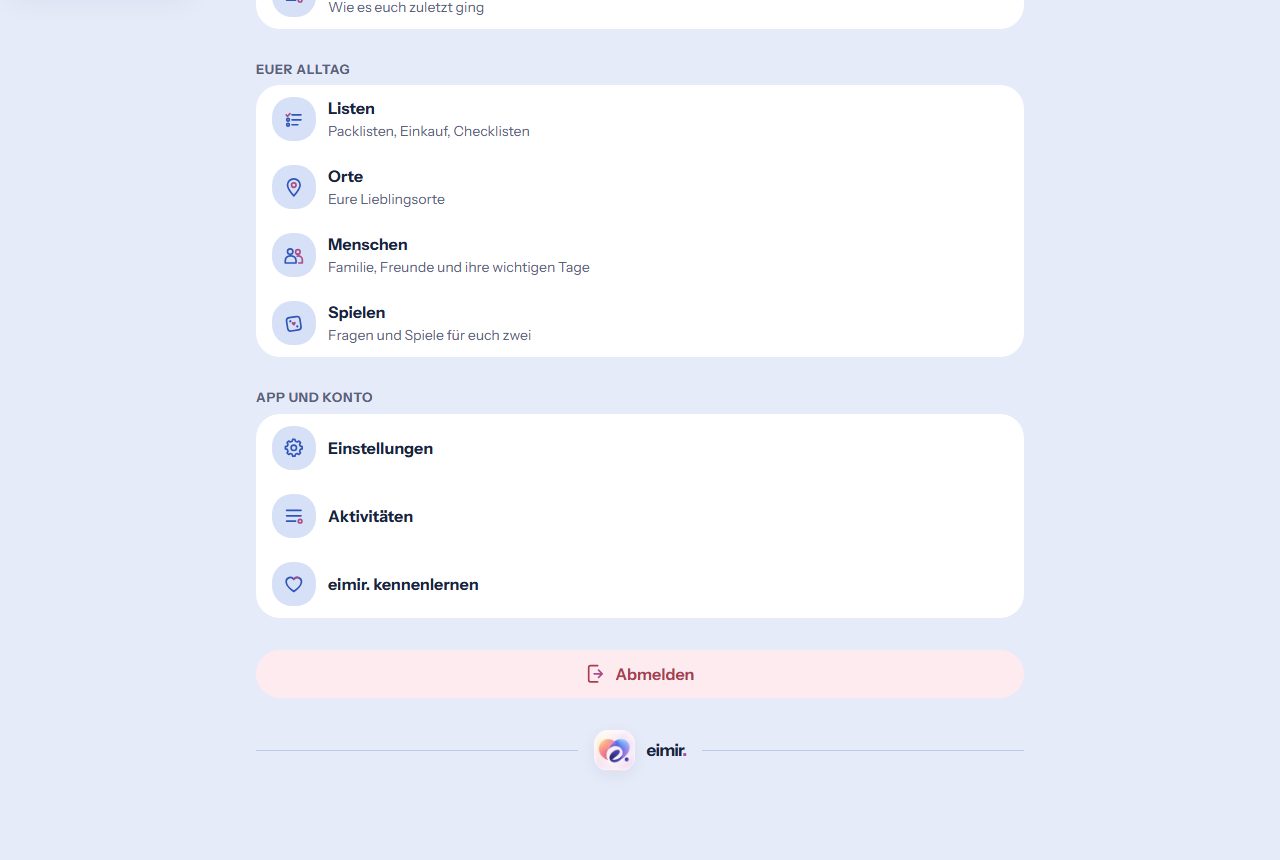 Wie es euch zuletzt ging
EUER ALLTAG
Listen
Packlisten, Einkauf, Checklisten
Orte
Eure Lieblingsorte
Menschen
Familie, Freunde und ihre wichtigen Tage
Spielen
Fragen und Spiele für euch zwei
APP UND KONTO
Einstellungen
Aktivitäten
eimir. kennenlernen
Abmelden
eimir.